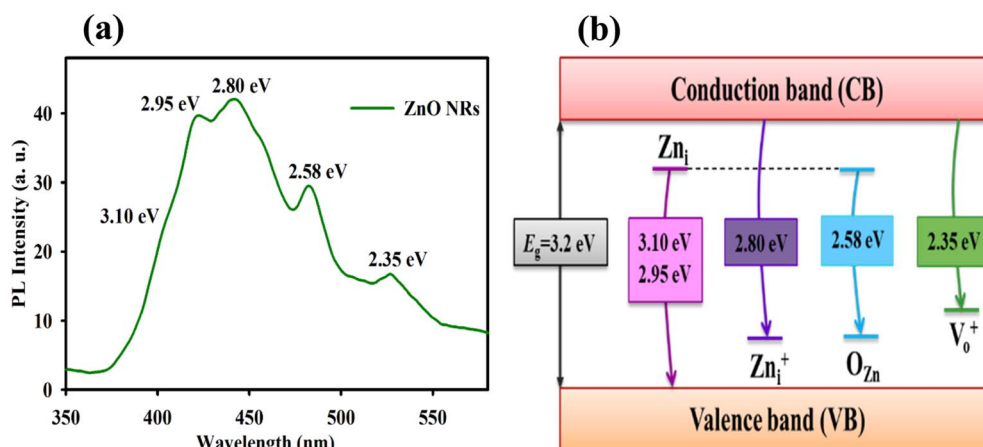 (a)
PL Intensity (a. u.)
40
30
20
10
0
2.95 eV
2.80 eV
3.10 eV
2.58 eV
2.35 eV
ZnO NRs
350
400
450
500
550
Wavelength (nm)
(b)
Conduction band (CB)
Zni
Eg=3.2 eV
3.10 eV
2.95 eV
2.80 eV
2.58 eV
2.35 eV
Zni+
OZn
Vo+
Valence band (VB)